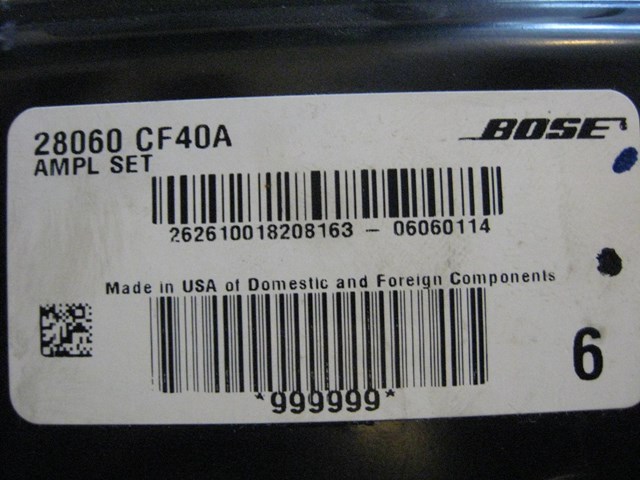 28060 CF40A
BOSE
AMPL SET
262610018208163 - 06060114
Made in USA of Domestic and Foreign Components
6
*999999*